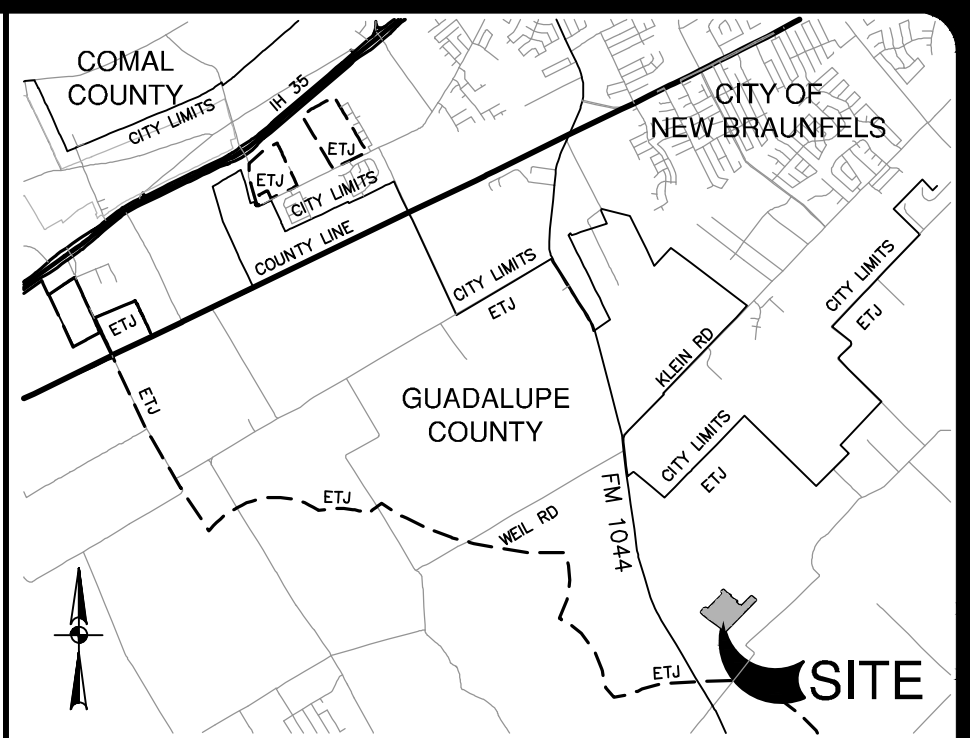 COMAL
COUNTY
CITY LIMITS
IH 35
CITY OF
NEW BRAUNFELS
ETJ
ETJ
CITY LIMITS
COUNTY LINE
CITY LIMITS
ETJ
CITY LIMITS
ETJ
ETJ
ETJ
KLEIN RD
GUADALUPE
COUNTY
CITY LIMITS
ETJ
ETJ
WEIL RD
FM 1044
ETJ
SITE